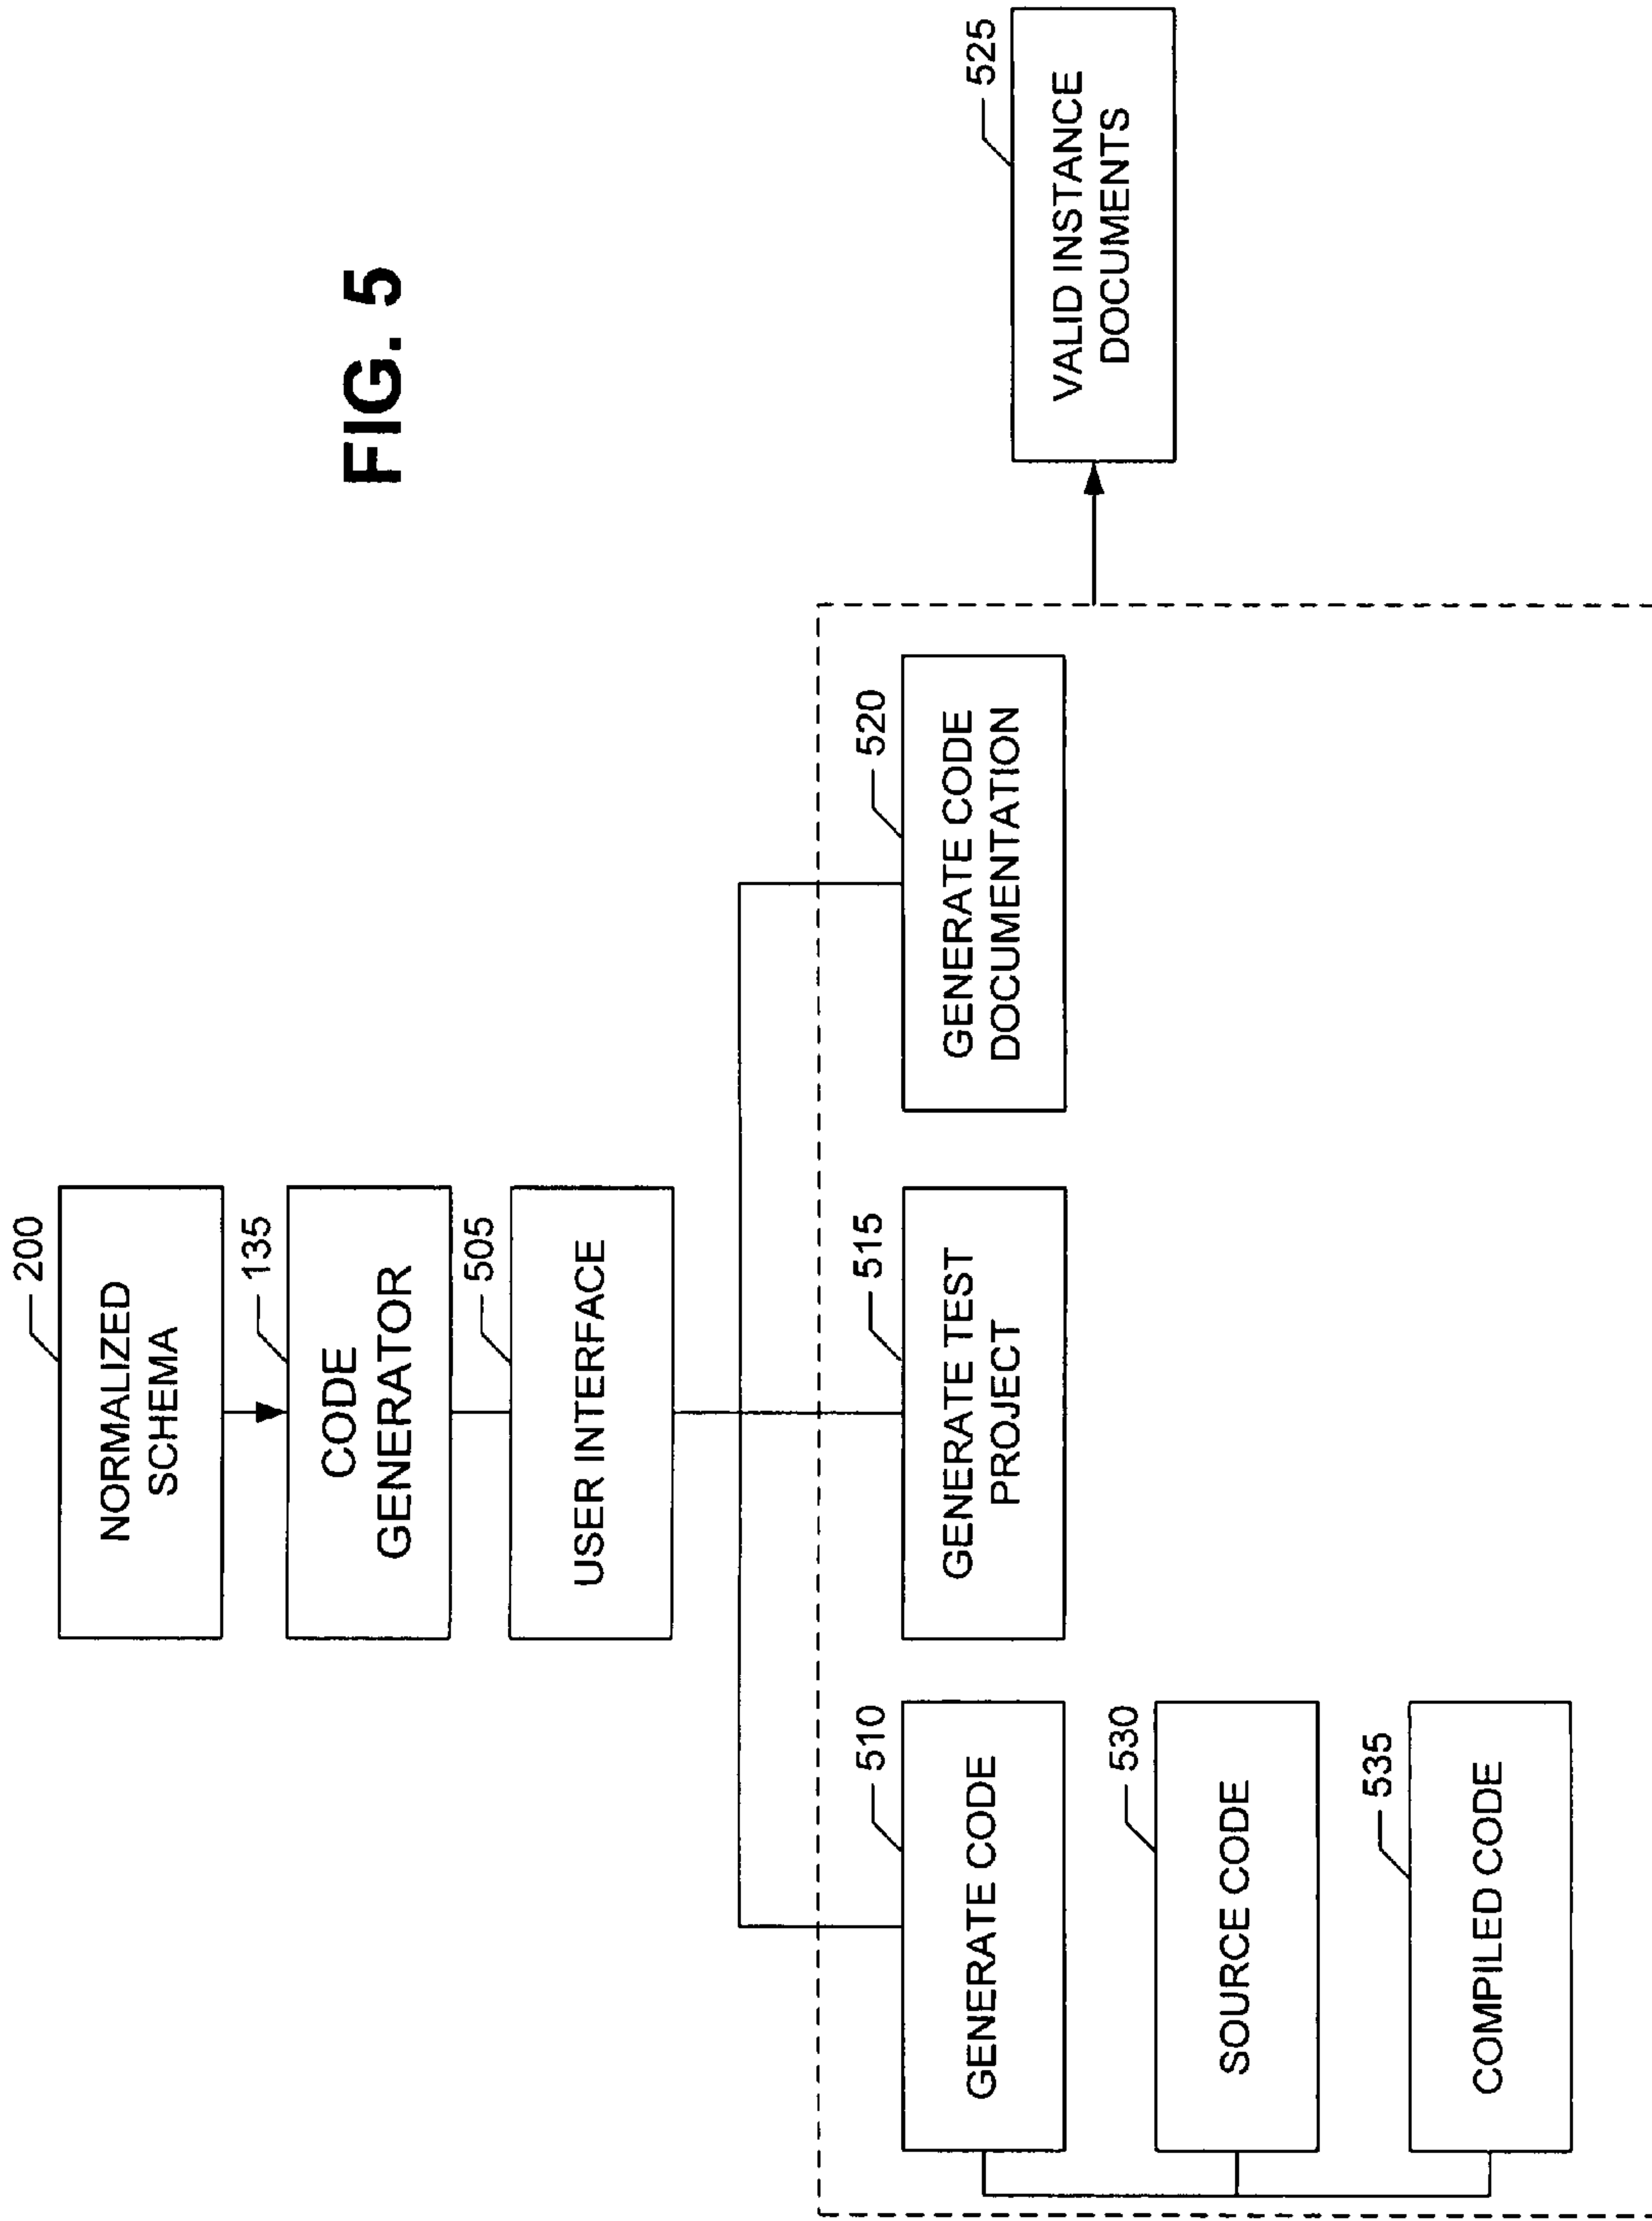 FIG. 5
200
NORMALIZED
SCHEMA
135
CODE
GENERATOR
505
USER INTERFACE
510
GENERATE CODE
515
GENERATE TEST
PROJECT
520
GENERATE CODE
DOCUMENTATION
525
VALID INSTANCE
DOCUMENTS
530
SOURCE CODE
535
COMPILED CODE